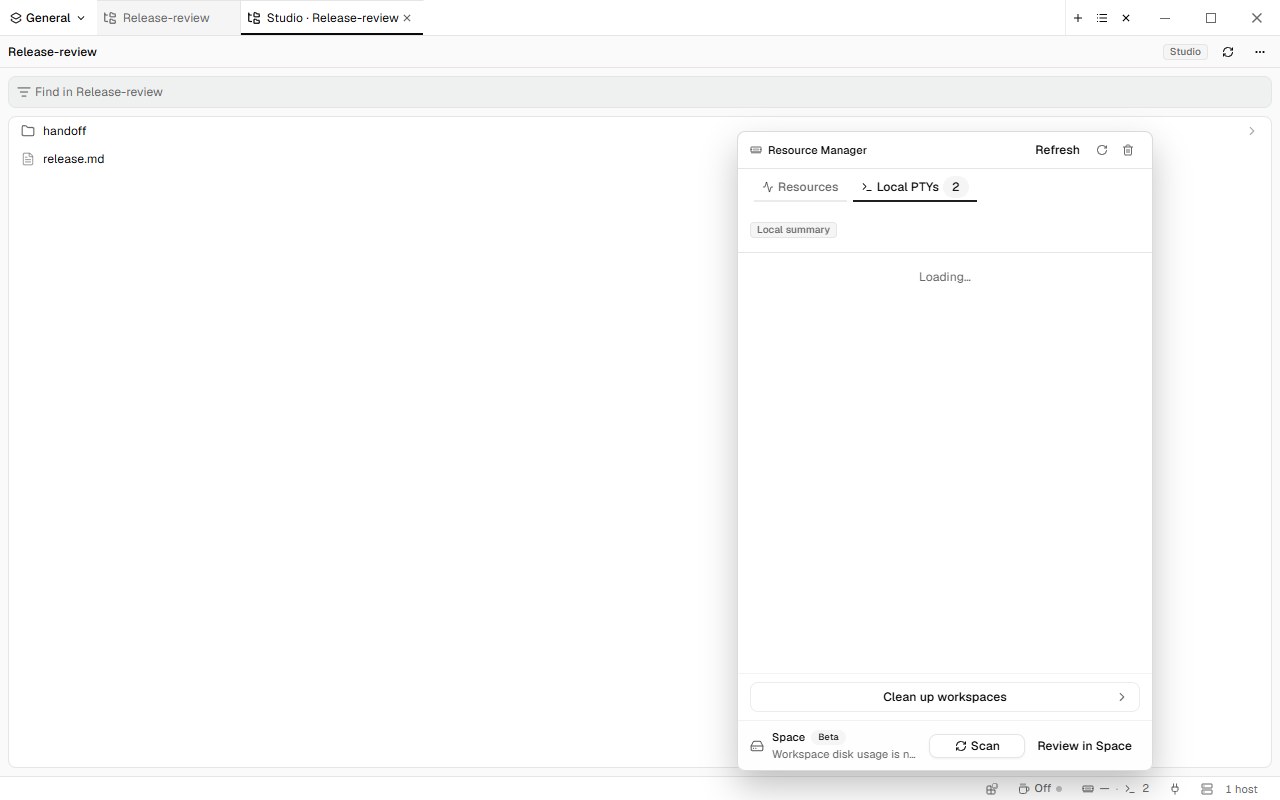 General
Release-review
Studio · Release-review
Release-review
Studio
Find in Release-review
handoff
release.md
Resource Manager
Refresh
Resources
Local PTYs 2
Local summary
Loading…
Clean up workspaces
Space Beta
Workspace disk usage is n…
Scan
Review in Space
Off
— · 2
1 host